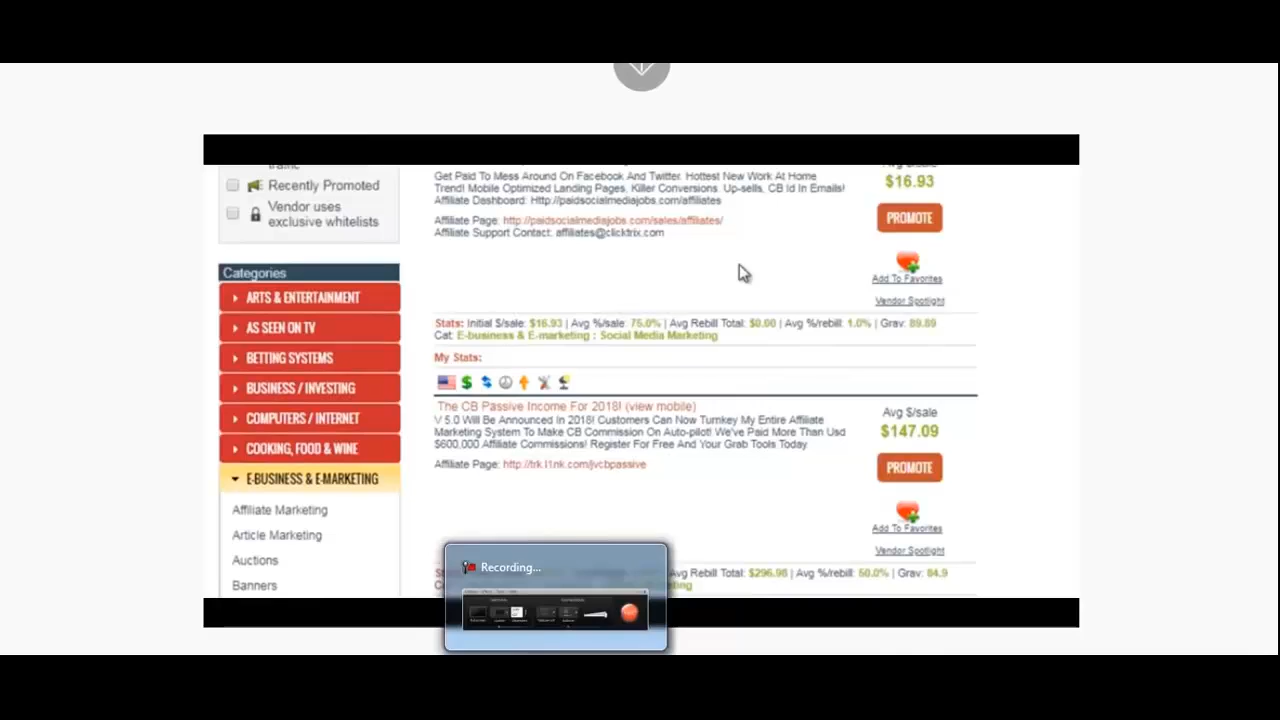 Recently Promoted
Vendor uses
exclusive whitelists
Categories
ARTS & ENTERTAINMENT
AS SEEN ON TV
BETTING SYSTEMS
BUSINESS / INVESTING
COMPUTERS / INTERNET
COOKING, FOOD & WINE
E-BUSINESS & E-MARKETING
Affiliate Marketing
Article Marketing
Auctions
Banners
Get Paid To Mess Around On Facebook And Twitter. Hottest New Work At Home
Trend! Mobile Optimized Landing Pages, Killer Conversions. Up-sells, CB Id In Emails!
Affiliate Dashboard: Http://paidsocialmediajobs.com/affiliates
Affiliate Page: http://paidsocialmediajobs.com/sales/affiliates/
Affiliate Support Contact: affiliates@clicktrix.com
$16.93
PROMOTE
Add To Favorites
Vendor Spotlight
Stats: Initial $/sale: $16.93 | Avg %/sale: 75.0% | Avg Rebill Total: $0.00 | Avg %/rebill: 1.0% | Grav: 89.89
Cat: E-business & E-marketing : Social Media Marketing
My Stats:
The CB Passive Income For 2018! (view mobile)
V 5.0 Will Be Announced In 2018! Customers Can Now Turnkey My Entire Affiliate
Marketing System To Make CB Commission On Auto-pilot! We've Paid More Than Usd
$600,000 Affiliate Commissions! Register For Free And Your Grab Tools Today
Affiliate Page: http://trk.l1nk.com/jvcbpassive
Avg $/sale
$147.09
PROMOTE
Add To Favorites
Vendor Spotlight
Avg Rebill Total: $296.98 | Avg %/rebill: 50.0% | Grav: 84.9
Recording...